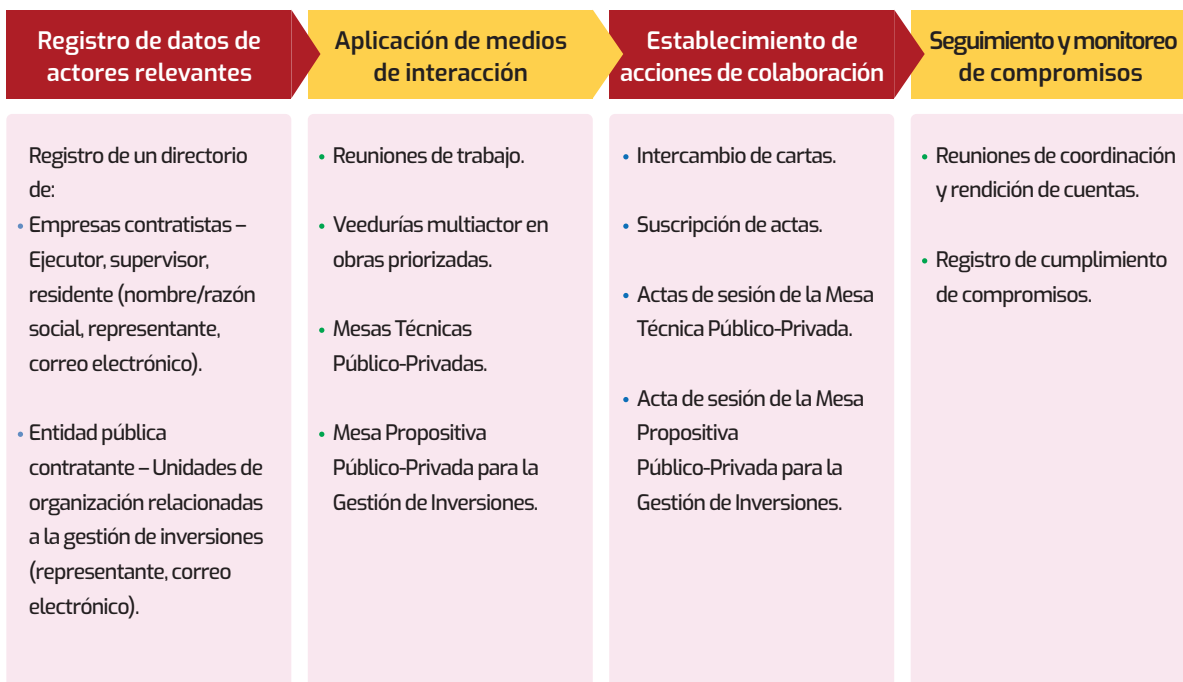 Registro de datos de
actores relevantes
Aplicación de medios
de interacción
Establecimiento de
acciones de colaboración
Seguimiento y monitoreo
de compromisos
Registro de un directorio
de:
• Empresas contratistas –
Ejecutor, supervisor,
residente (nombre/razón
social, representante,
correo electrónico).
• Entidad pública
contratante – Unidades de
organización relacionadas
a la gestión de inversiones
(representante, correo
electrónico).
• Reuniones de trabajo.
• Veedurías multiactor en
obras priorizadas.
• Mesas Técnicas
Público-Privadas.
• Mesa Propositiva
Público-Privada para la
Gestión de Inversiones.
• Intercambio de cartas.
• Suscripción de actas.
• Actas de sesión de la Mesa
Técnica Público-Privada.
• Acta de sesión de la Mesa
Propositiva
Público-Privada para la
Gestión de Inversiones.
• Reuniones de coordinación
y rendición de cuentas.
• Registro de cumplimiento
de compromisos.